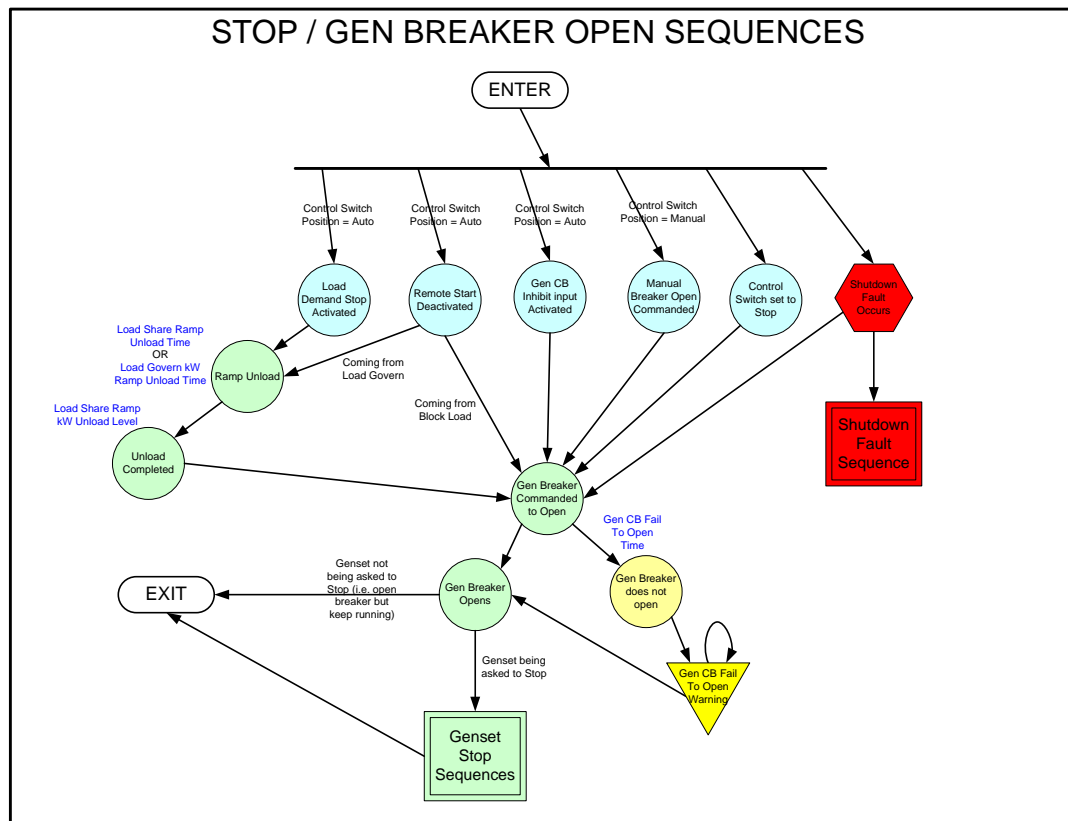 STOP / GEN BREAKER OPEN SEQUENCES
ENTER
Control Switch
Position = Auto
Control Switch
Position = Auto
Control Switch
Position = Auto
Control Switch
Position = Manual
Load
Demand Stop
Activated
Remote Start
Deactivated
Gen CB
Inhibit input
Activated
Manual
Breaker Open
Commanded
Control
Switch set to
Stop
Shutdown
Fault
Occurs
Load Share Ramp
Unload Time
OR
Load Govern kW
Ramp Unload Time
Ramp Unload
Coming from
Load Govern
Coming from
Block Load
Load Share Ramp
kW Unload Level
Unload
Completed
Shutdown
Fault
Sequence
Gen Breaker
Commanded
to Open
Gen CB Fail
To Open
Time
Genset not
being asked to
Stop (i.e. open
breaker but
keep running)
EXIT
Gen Breaker
Opens
Gen Breaker
does not
open
Genset being
asked to Stop
Gen CB Fail
To Open
Warning
Genset
Stop
Sequences